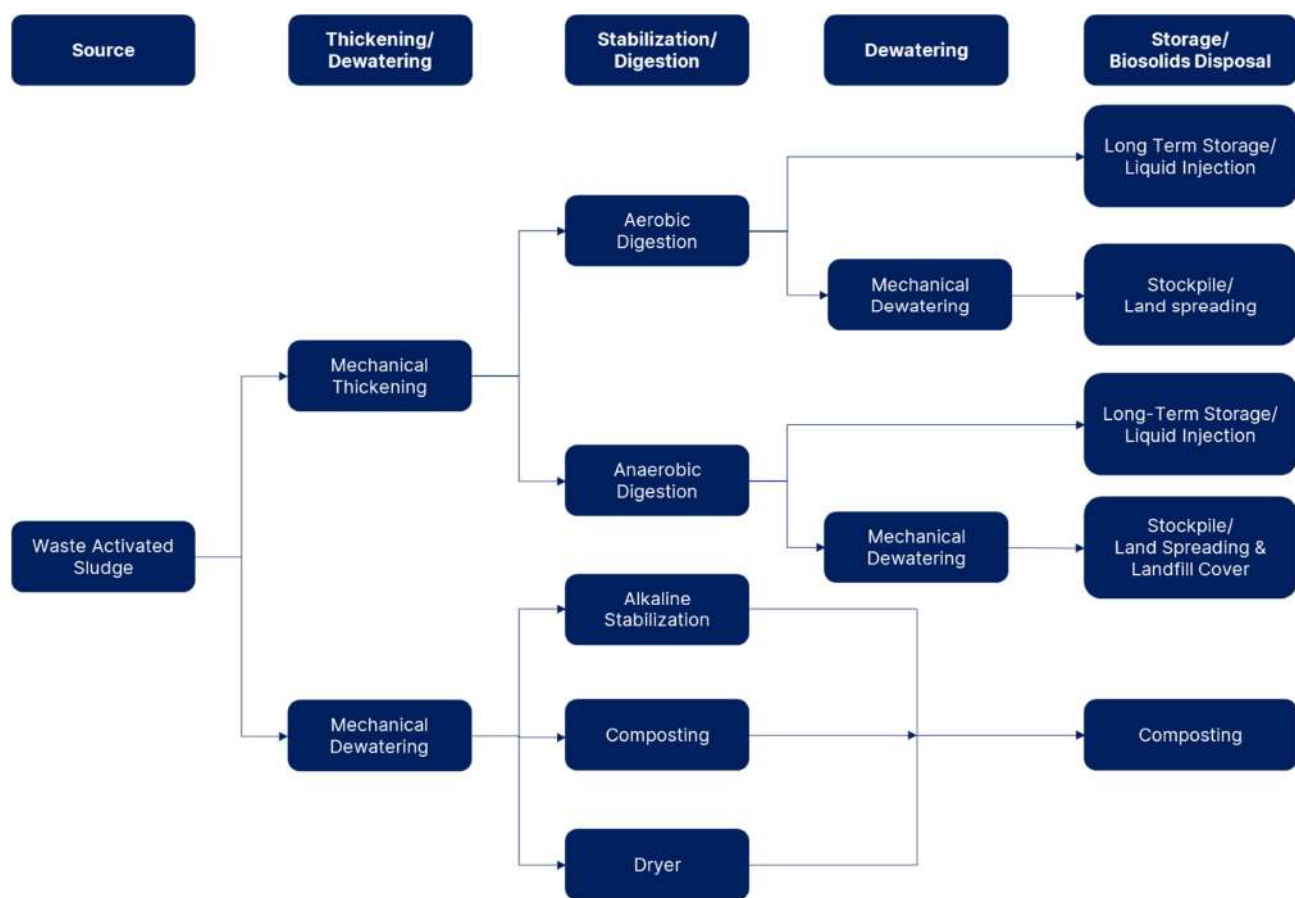 Source
Thickening/
Dewatering
Stabilization/
Digestion
Dewatering
Storage/
Biosolids Disposal
Long Term Storage/
Liquid Injection
Aerobic
Digestion
Mechanical
Dewatering
Stockpile/
Land spreading
Mechanical
Thickening
Long-Term Storage/
Liquid Injection
Anaerobic
Digestion
Mechanical
Dewatering
Stockpile/
Land Spreading &
Landfill Cover
Waste Activated
Sludge
Alkaline
Stabilization
Mechanical
Dewatering
Composting
Composting
Dryer